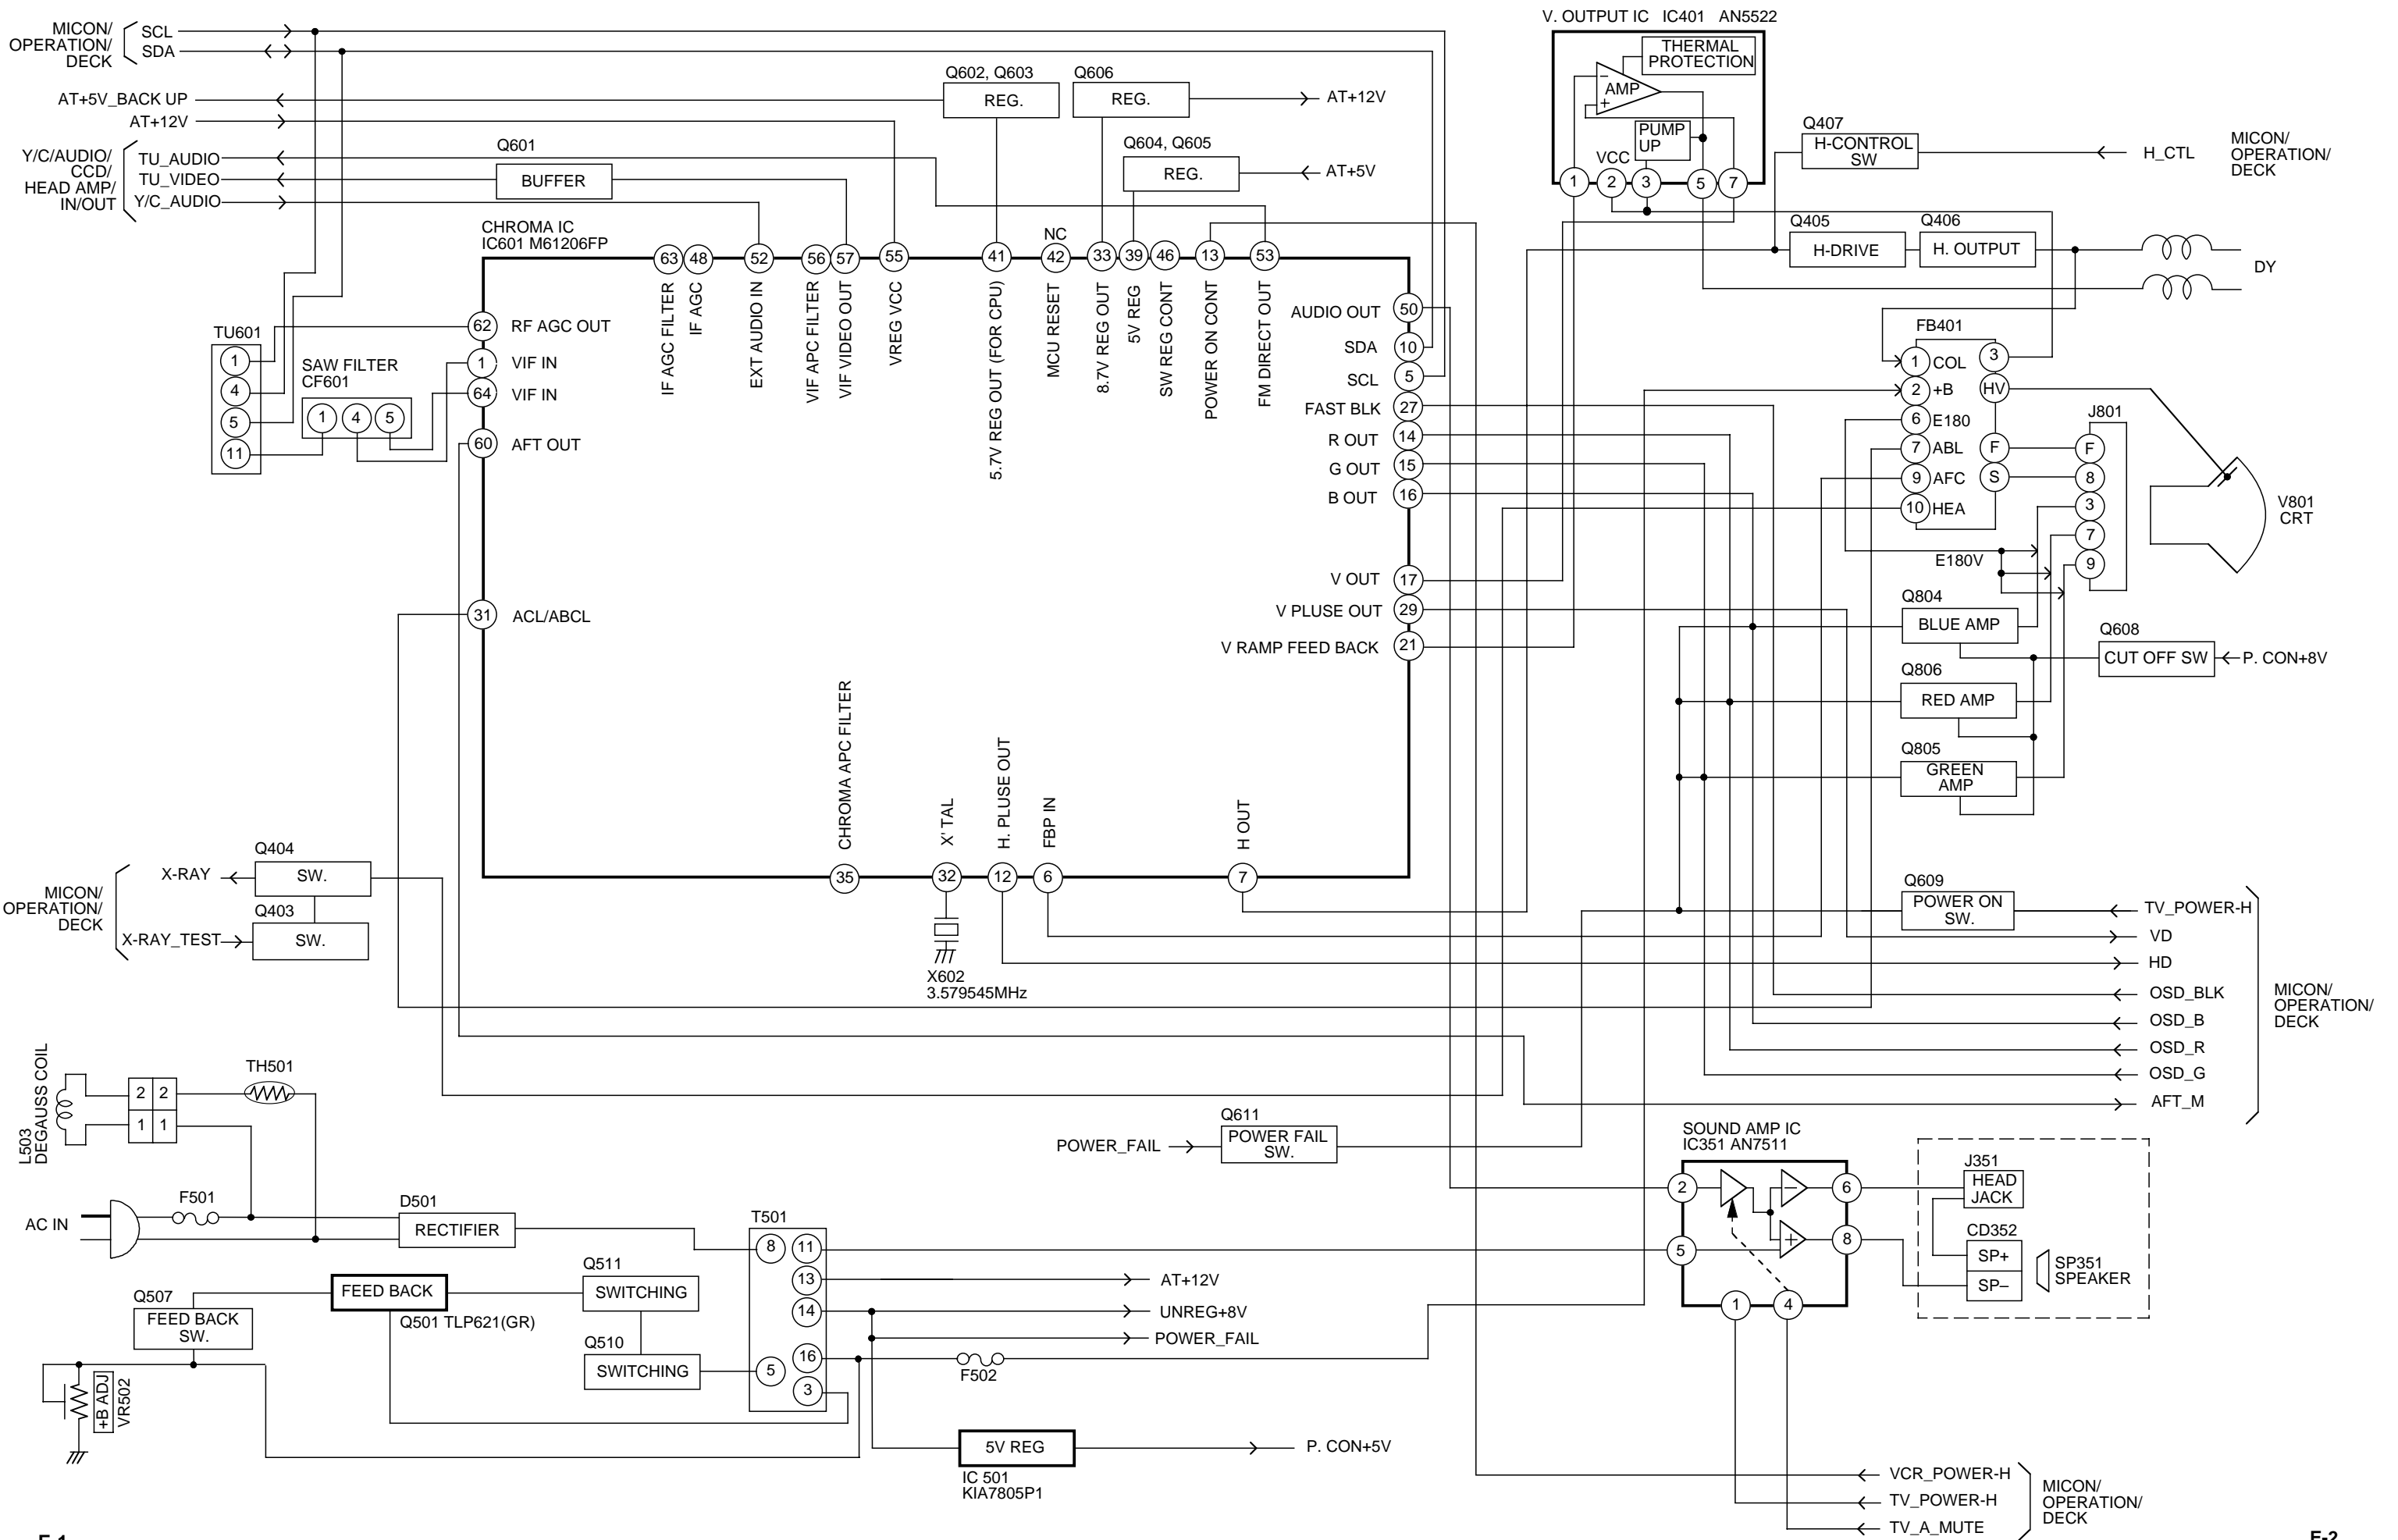 MICON/
OPERATION/
DECK
SCL
SDA
AT+5V_BACK UP
AT+12V
Y/C/AUDIO/
CCD/
HEAD AMP/
IN/OUT
TU_AUDIO
TU_VIDEO
Y/C_AUDIO
Q601
BUFFER
Q602, Q603
REG.
Q606
REG.
AT+12V
Q604, Q605
REG.
AT+5V
V. OUTPUT IC IC401 AN5522
THERMAL
PROTECTION
AMP
−
+
PUMP
UP
VCC
1
2
3
5
7
Q407
H-CONTROL
SW
H_CTL
MICON/
OPERATION/
DECK
Q405
H-DRIVE
Q406
H. OUTPUT
DY
CHROMA IC
IC601 M61206FP
63
48
52
56
57
55
41
NC
42
33
39
46
13
53
IF AGC FILTER
IF AGC
EXT AUDIO IN
VIF APC FILTER
VIF VIDEO OUT
VREG VCC
5.7V REG OUT (FOR CPU)
MCU RESET
8.7V REG OUT
5V REG
SW REG CONT
POWER ON CONT
FM DIRECT OUT
TU601
1
4
5
11
SAW FILTER
CF601
1
4
5
62 RF AGC OUT
1 VIF IN
64 VIF IN
60 AFT OUT
31 ACL/ABCL
AUDIO OUT 50
SDA 10
SCL 5
FAST BLK 27
R OUT 14
G OUT 15
B OUT 16
V OUT 17
V PLUSE OUT 29
V RAMP FEED BACK 21
FB401
1 COL
2 +B
6 E180
7 ABL
9 AFC
10 HEA
3
HV
F
S
J801
F
8
3
7
9
V801
CRT
E180V
Q804
BLUE AMP
Q806
RED AMP
Q805
GREEN
AMP
Q608
CUT OFF SW
P. CON+8V
CHROMA APC FILTER
X' TAL
H. PLUSE OUT
FBP IN
H OUT
35
32
12
6
7
X602
3.579545MHz
MICON/
OPERATION/
DECK
X-RAY
Q404
SW.
X-RAY_TEST
Q403
SW.
Q609
POWER ON
SW.
TV_POWER-H
VD
HD
OSD_BLK
OSD_B
OSD_R
OSD_G
AFT_M
MICON/
OPERATION/
DECK
L503
DEGAUSS COIL
2 2
1 1
TH501
AC IN
F501
D501
RECTIFIER
POWER_FAIL
Q611
POWER FAIL
SW.
SOUND AMP IC
IC351 AN7511
2
5
−
+
6
8
1
4
J351
HEAD
JACK
CD352
SP+
SP–
SP351
SPEAKER
T501
8
11
13
14
16
5
3
AT+12V
UNREG+8V
POWER_FAIL
F502
Q511
SWITCHING
Q510
SWITCHING
FEED BACK
Q501 TLP621(GR)
Q507
FEED BACK
SW.
+B ADJ
VR502
5V REG
IC 501
KIA7805P1
P. CON+5V
VCR_POWER-H
TV_POWER-H
TV_A_MUTE
MICON/
OPERATION/
DECK
E-1
E-2